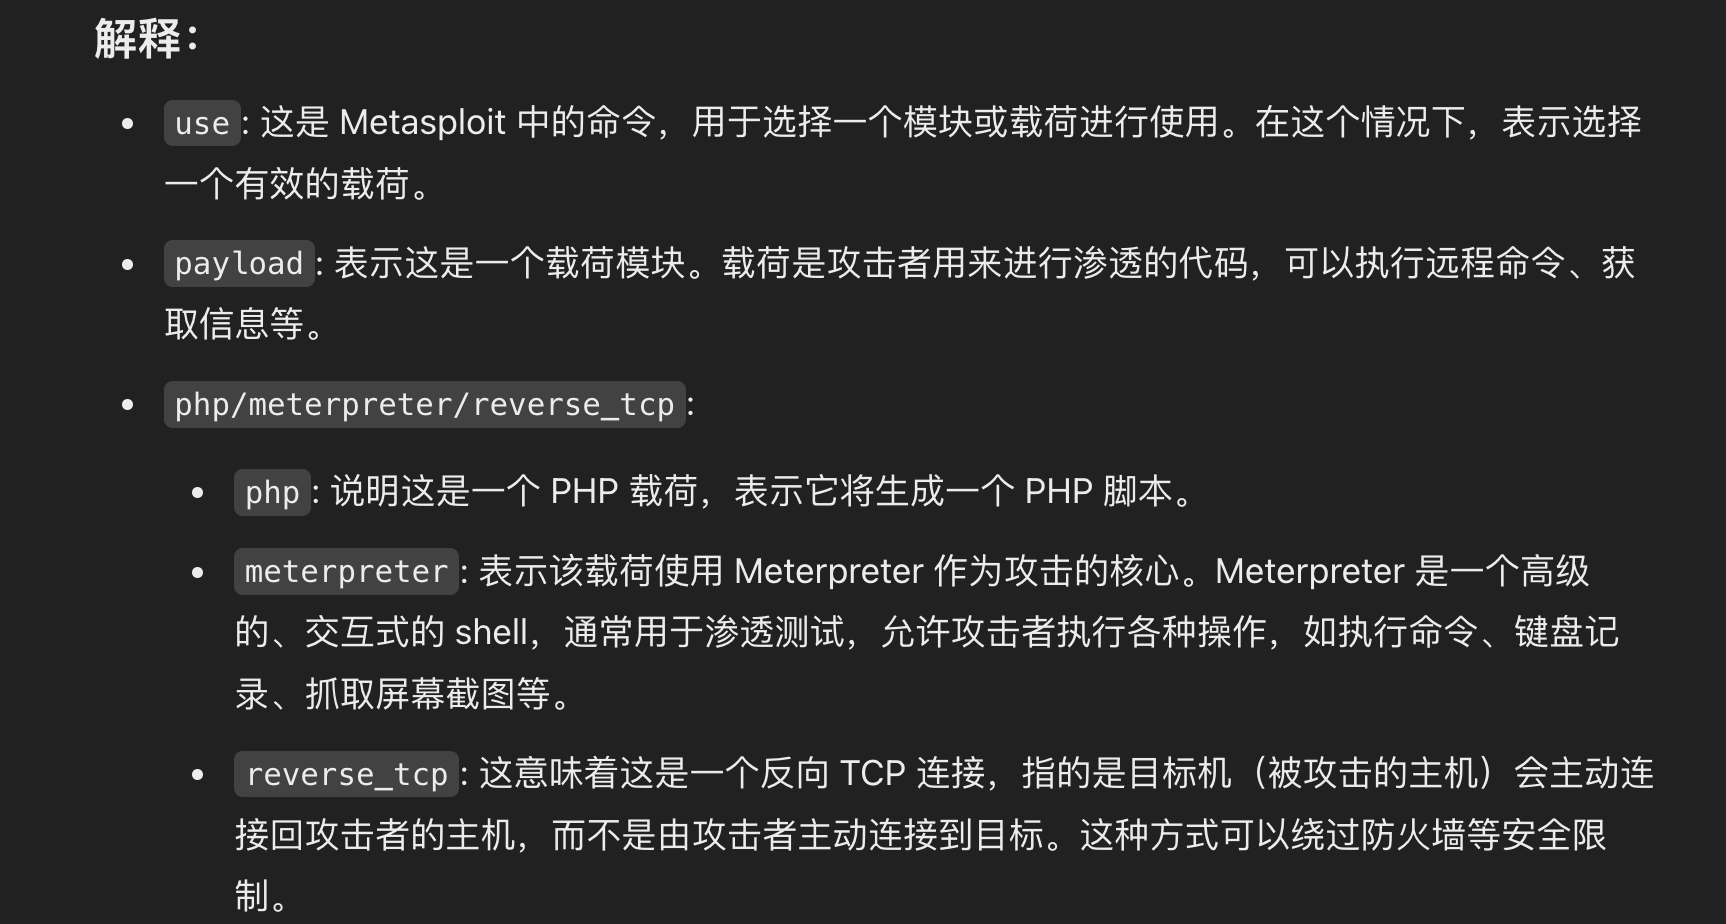 解释：
use: 这是 Metasploit 中的命令，用于选择一个模块或载荷进行使用。在这个情况下，表示选择
一个有效的载荷。
payload: 表示这是一个载荷模块。载荷是攻击者用来进行渗透的代码，可以执行远程命令、获
取信息等。
php/meterpreter/reverse_tcp:
php: 说明这是一个 PHP 载荷，表示它将生成一个 PHP 脚本。
meterpreter: 表示该载荷使用 Meterpreter 作为攻击的核心。Meterpreter 是一个高级
的、交互式的 shell，通常用于渗透测试，允许攻击者执行各种操作，如执行命令、键盘记
录、抓取屏幕截图等。
reverse_tcp: 这意味着这是一个反向 TCP 连接，指的是目标机（被攻击的主机）会主动连
接回攻击者的主机，而不是由攻击者主动连接到目标。这种方式可以绕过防火墙等安全限
制。